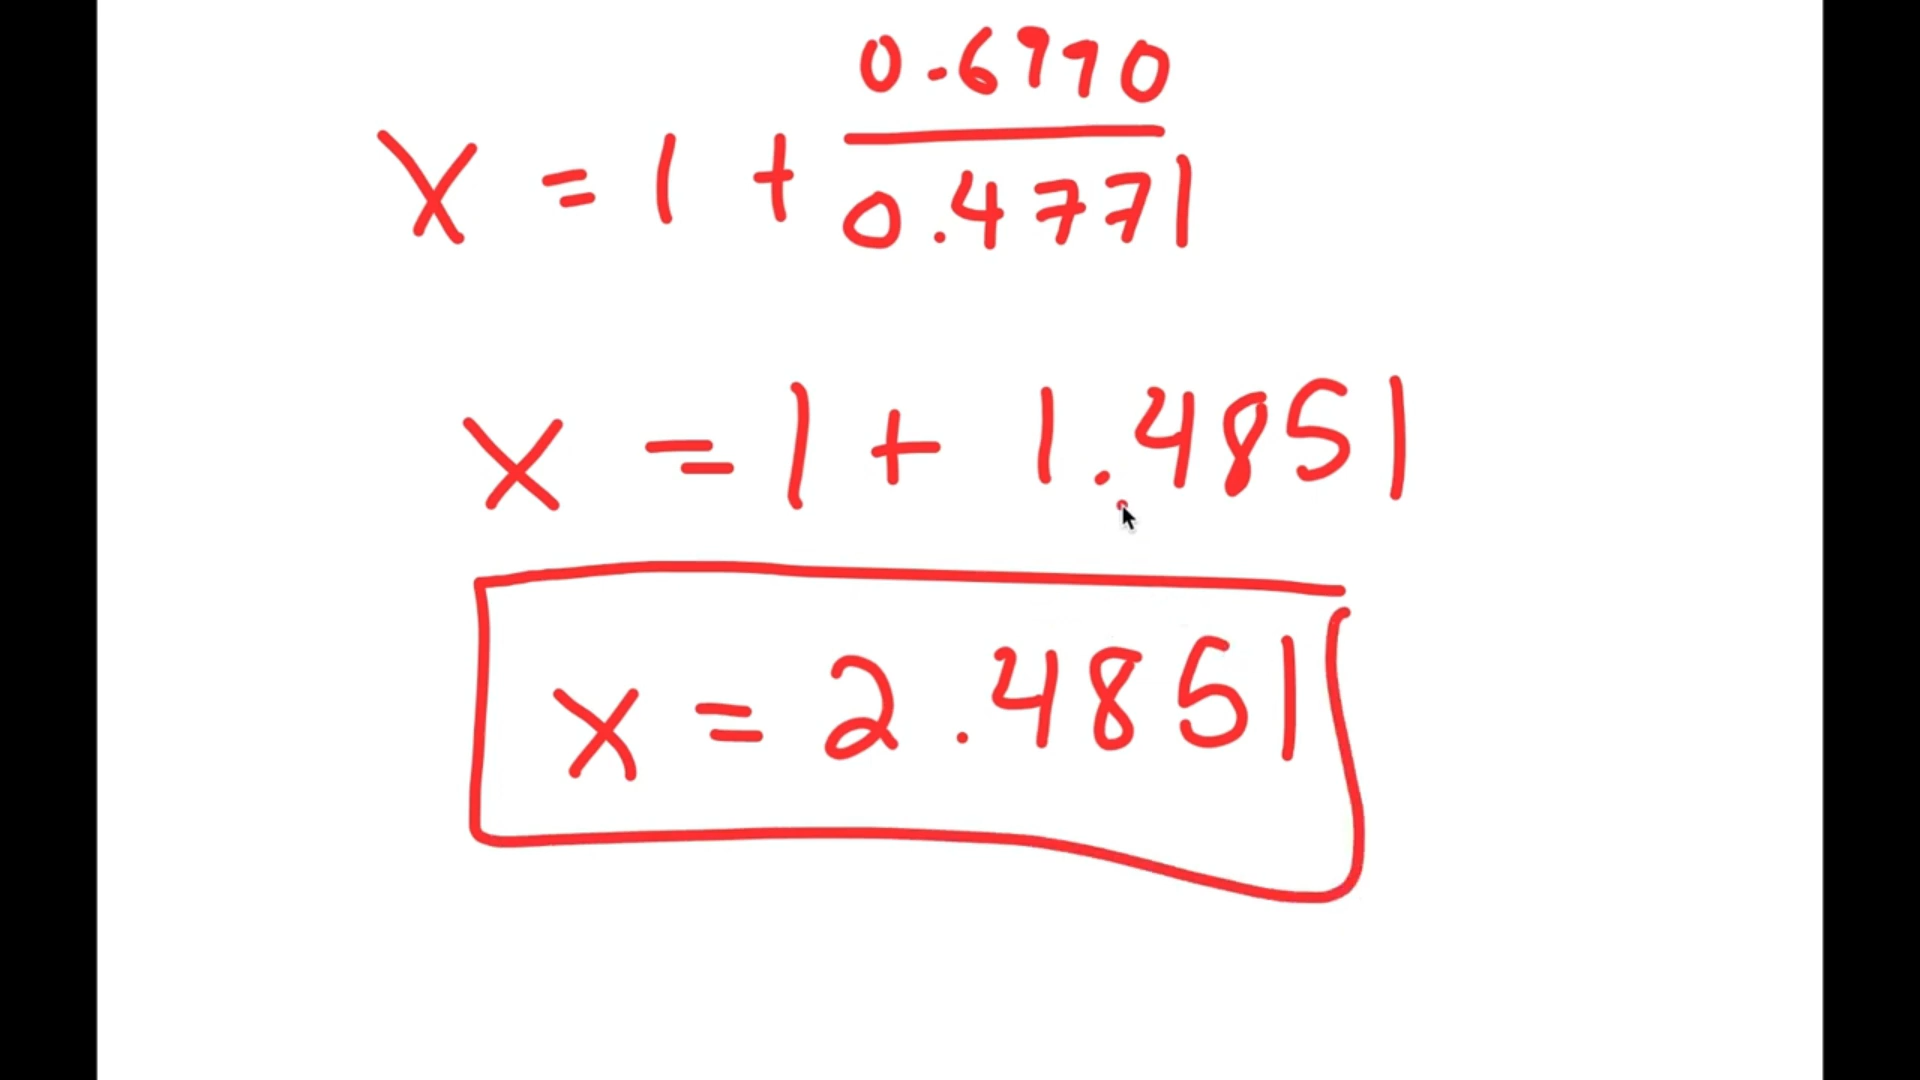 x = 1 + 0.6990/0.4771
x = 1 + 1.4851
x = 2.4851